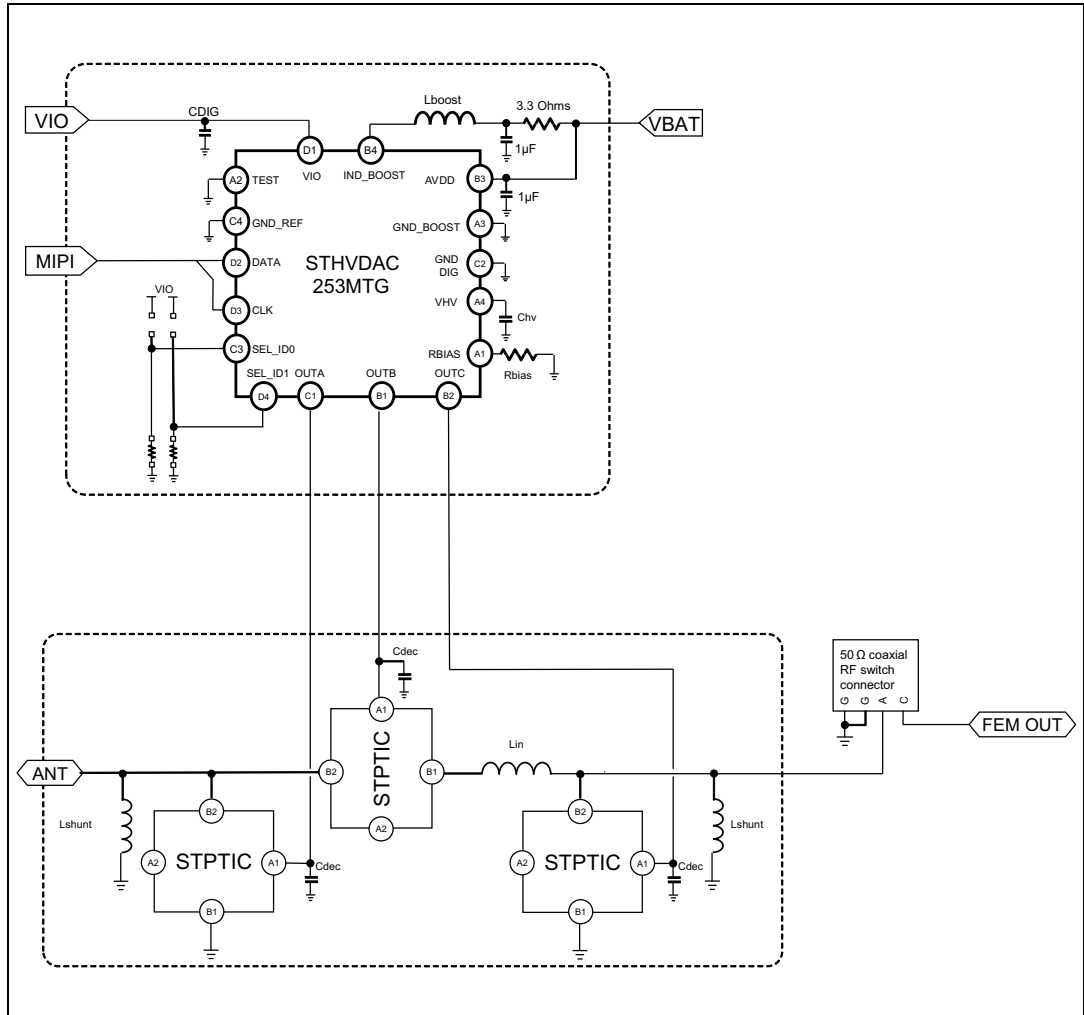 VIO
CDIG
Lboost
3.3 Ohms
VBAT
1µF
D1
B4
VIO
IND_BOOST
A2
TEST
AVDD
B3
1µF
C4
GND_REF
GND_BOOST
A3
MIPI
D2
DATA
STHVDAC
253MTG
GND
DIG
C2
VIO
D3
CLK
VHV
A4
Chv
C3
SEL_ID0
RBIAS
A1
Rbias
SEL_ID1
OUTA
OUTB
OUTC
D4
C1
B1
B2
Cdec
50 Ω coaxial
RF switch
connector
G
G
A
C
A1
FEM OUT
ANT
B2
STPTIC
B1
Lin
A2
Lshunt
B2
B2
Lshunt
A2
STPTIC
A1
Cdec
A2
STPTIC
A1
Cdec
B1
B1